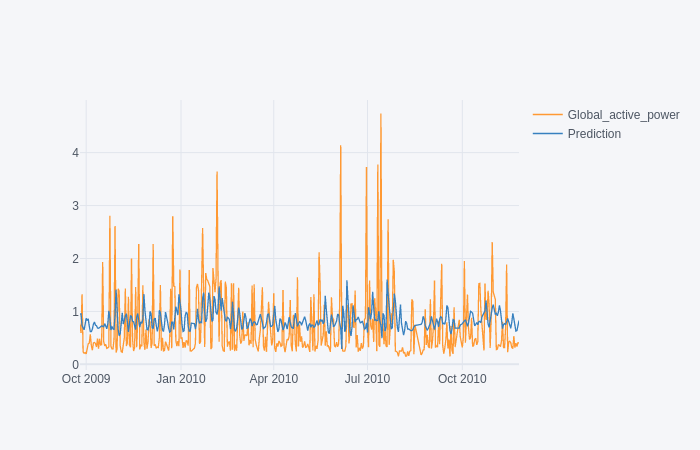 Global_active_power
Prediction
4
3
2
1
0
Oct 2009
Jan 2010
Apr 2010
Jul 2010
Oct 2010